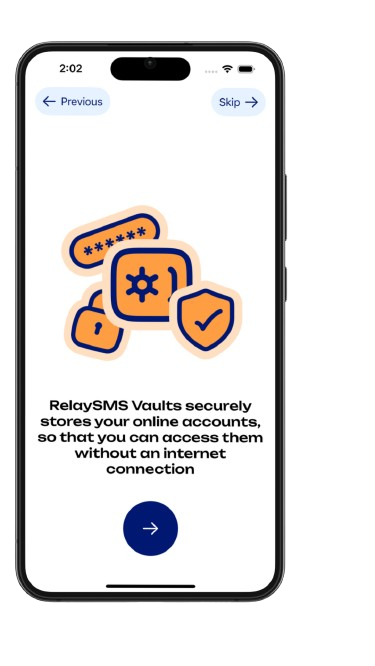 2:02
← Previous
Skip →
******
RelaySMS Vaults securely
stores your online accounts,
so that you can access them
without an internet
connection
→